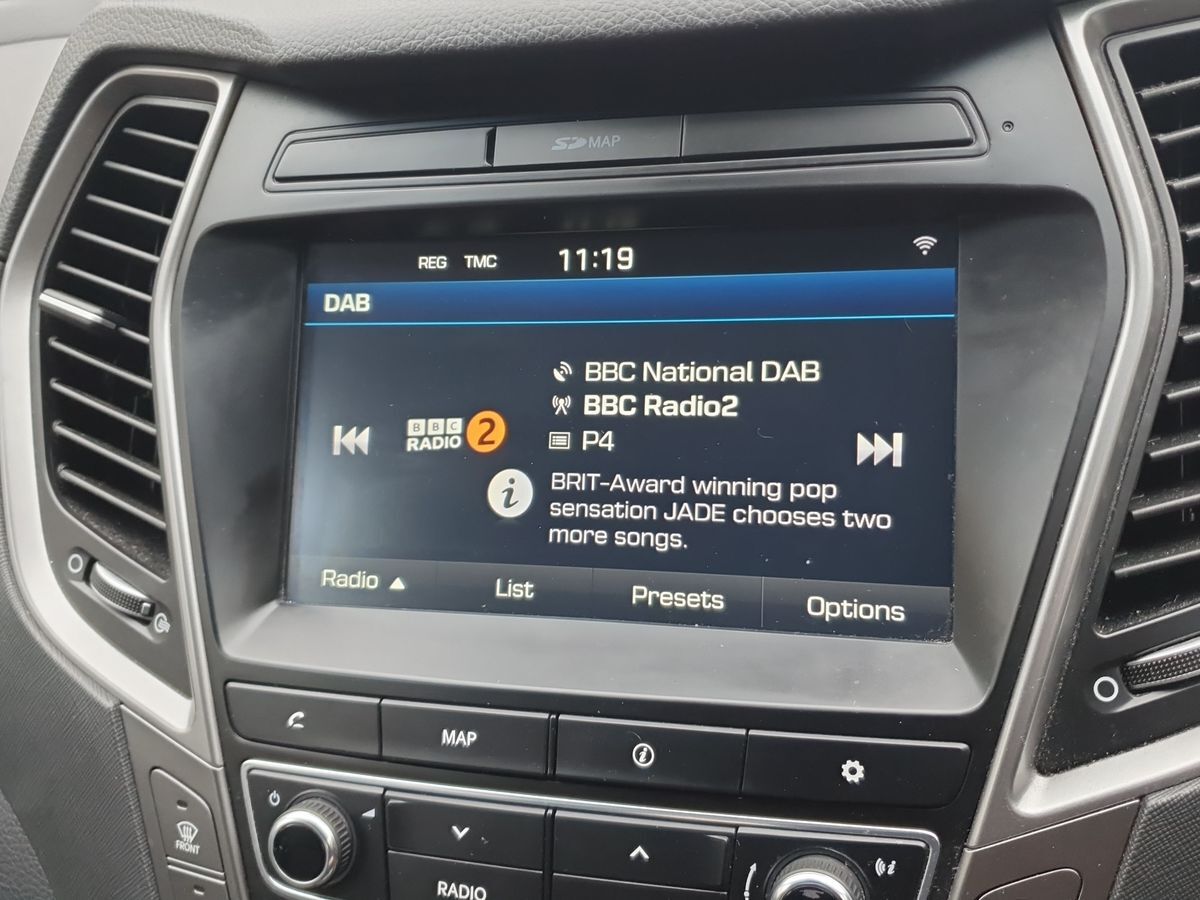 SD MAP
REG TMC 11:19
DAB
BBC National DAB
BBC Radio2
BBC
RADIO 2
P4
i BRIT-Award winning pop
sensation JADE chooses two
more songs.
Radio List Presets Options
MAP i
FRONT
RADIO